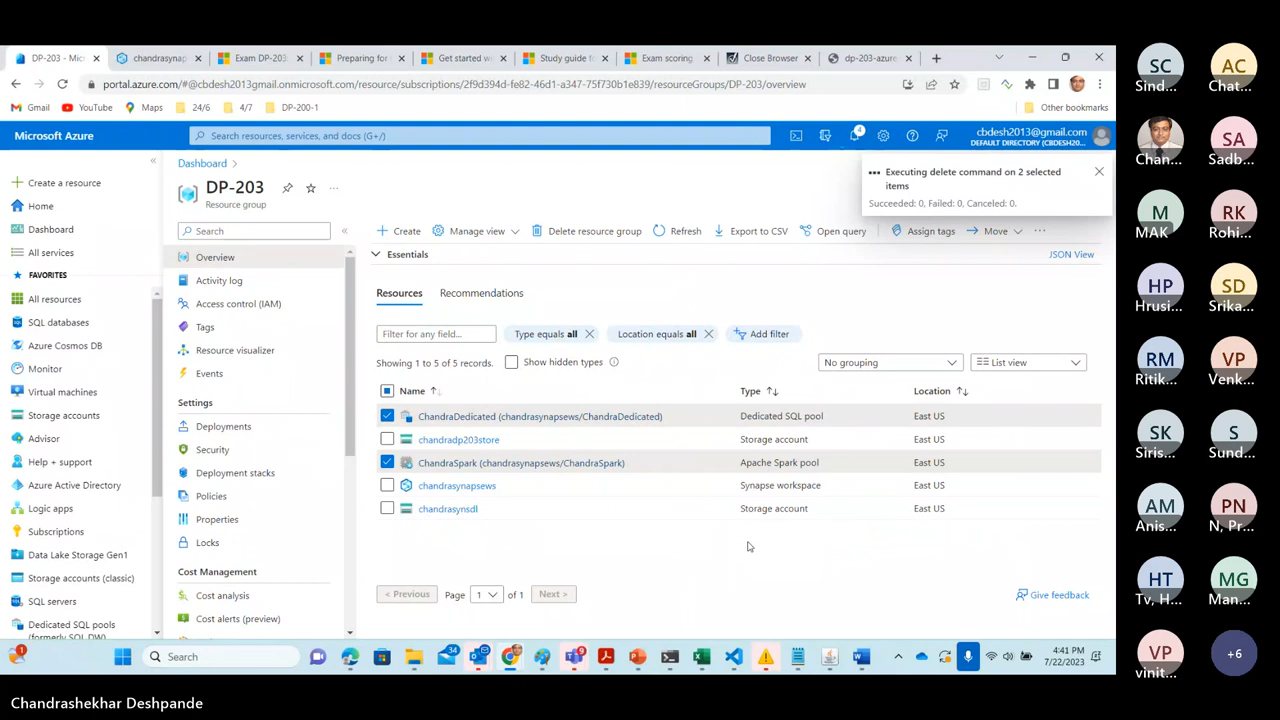 DP-203 - Micr
chandrasynap
Exam DP-203:
Preparing for
Get started w
Study guide f
Exam scoring
Close Browser
dp-203-azure
portal.azure.com/#@cbdesh2013gmail.onmicrosoft.com/resource/subscriptions/2f9d394d-fe82-46d1-a347-75f730b1e839/resourceGroups/DP-203/overview
Gmail
YouTube
Maps
24/6
4/7
DP-200-1
Other bookmarks
Microsoft Azure
Search resources, services, and docs (G+/)
4
cbdesh2013@gmail.com
DEFAULT DIRECTORY (CBDESH20...
Executing delete command on 2 selected
items
Succeeded: 0, Failed: 0, Canceled: 0.
Create a resource
Home
Dashboard
All services
FAVORITES
All resources
SQL databases
Azure Cosmos DB
Monitor
Virtual machines
Storage accounts
Advisor
Help + support
Azure Active Directory
Logic apps
Subscriptions
Data Lake Storage Gen1
Storage accounts (classic)
SQL servers
Dedicated SQL pools
(formerly SQL DW)
Dashboard >
DP-203
Resource group
Search
Overview
Activity log
Access control (IAM)
Tags
Resource visualizer
Events
Settings
Deployments
Security
Deployment stacks
Policies
Properties
Locks
Cost Management
Cost analysis
Cost alerts (preview)
Create
Manage view
Delete resource group
Refresh
Export to CSV
Open query
Assign tags
Move
Essentials
JSON View
Resources
Recommendations
Filter for any field...
Type equals all
Location equals all
Add filter
Showing 1 to 5 of 5 records.
Show hidden types
No grouping
List view
Name
Type
Location
ChandraDedicated (chandrasynapsews/ChandraDedicated)
Dedicated SQL pool
East US
chandradp203store
Storage account
East US
ChandraSpark (chandrasynapsews/ChandraSpark)
Apache Spark pool
East US
chandrasynapsews
Synapse workspace
East US
chandrasynsdl
Storage account
East US
< Previous
Page
1
of 1
Next >
Give feedback
1
Search
34
9
4:41 PM
7/22/2023
SC
Sind...
AC
Chat...
Chan...
SA
Sadb...
M
MAK
RK
Rohi...
HP
Hrusi...
SD
Srika...
RM
Ritik...
VP
Venk...
SK
Siris...
S
Sund...
AM
Anis...
PN
N, Pr...
HT
Tv, H...
MG
Man...
VP
vinit...
+6
Chandrashekhar Deshpande